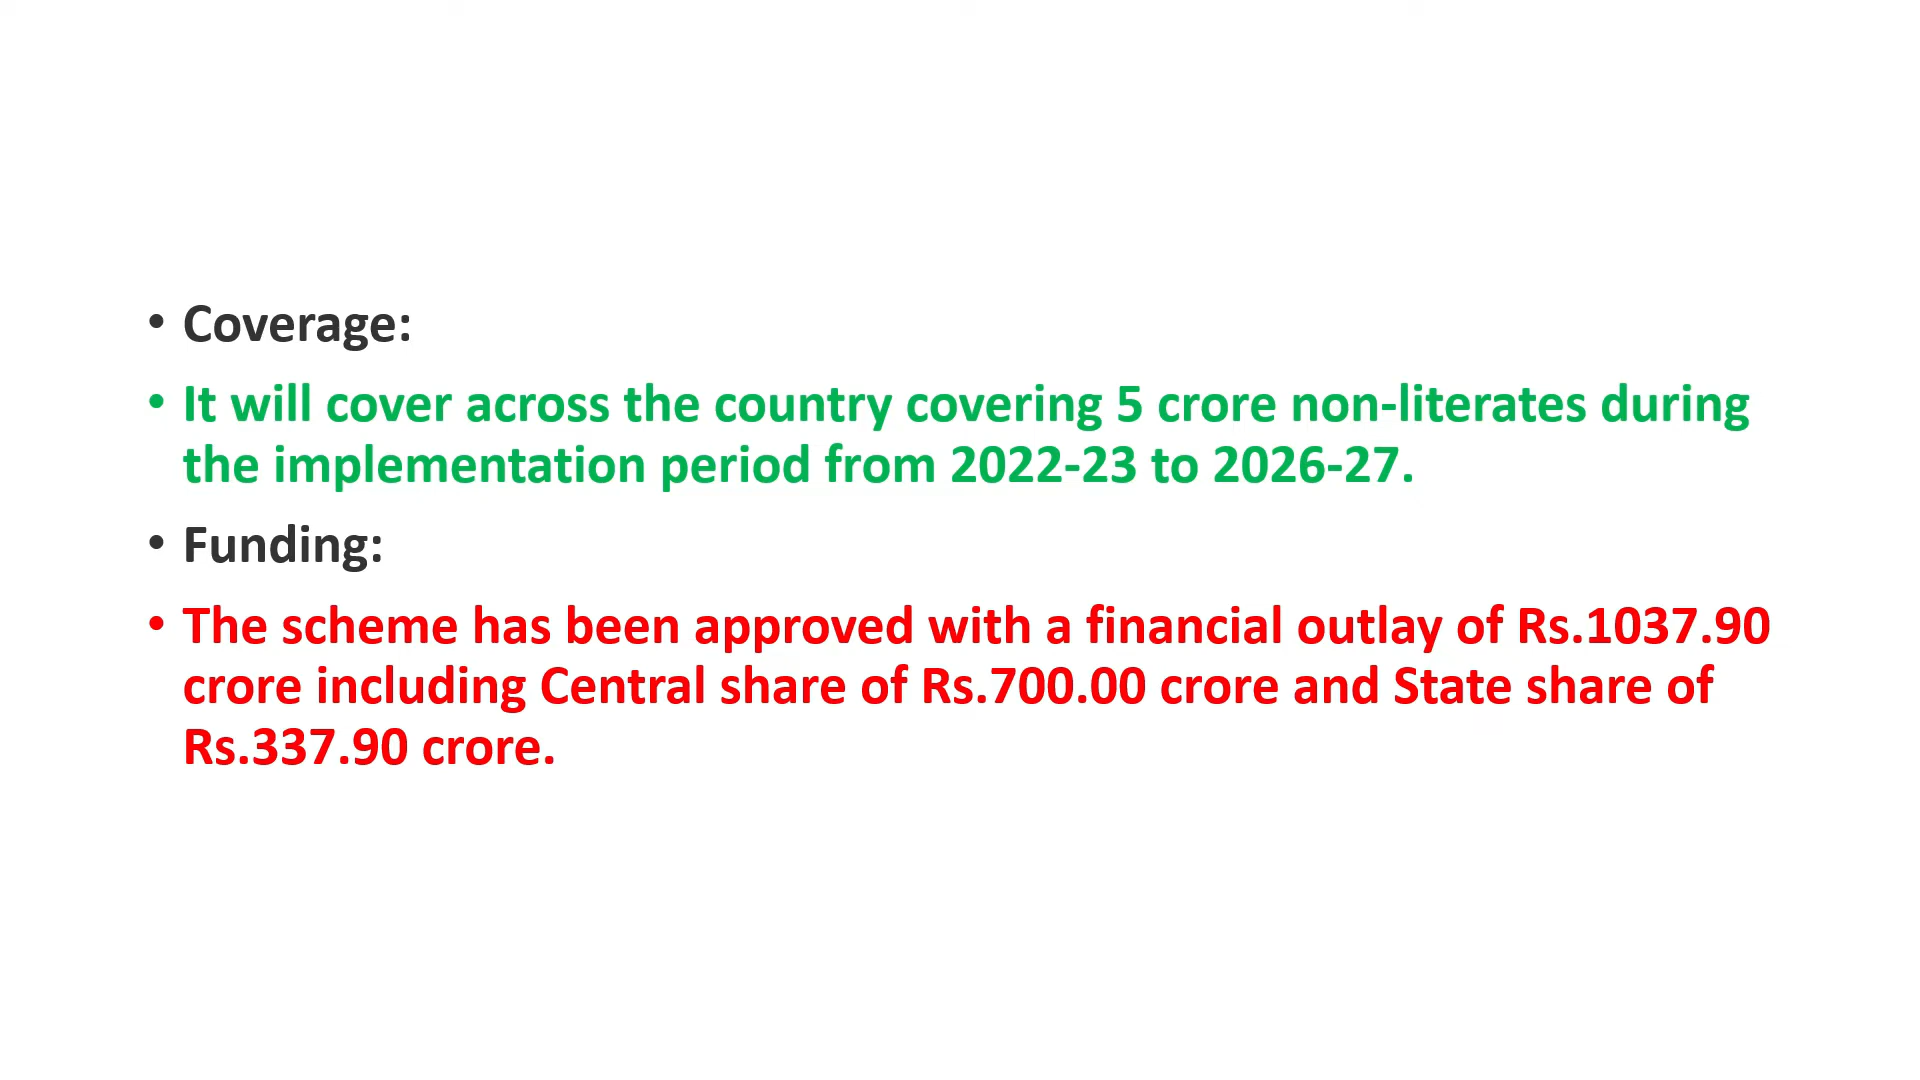 • Coverage:
• It will cover across the country covering 5 crore non-literates during
the implementation period from 2022-23 to 2026-27.
• Funding:
• The scheme has been approved with a financial outlay of Rs.1037.90
crore including Central share of Rs.700.00 crore and State share of
Rs.337.90 crore.